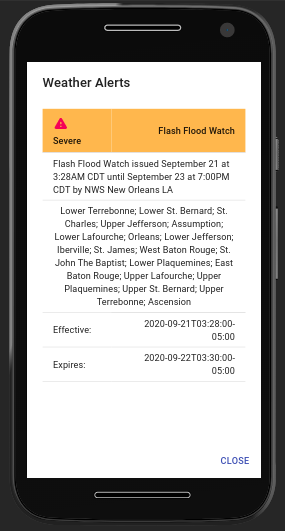 Weather Alerts
Severe
Flash Flood Watch
Flash Flood Watch issued September 21 at
3:28AM CDT until September 23 at 7:00PM
CDT by NWS New Orleans LA
Lower Terrebonne; Lower St. Bernard; St.
Charles; Upper Jefferson; Assumption;
Lower Lafourche; Orleans; Lower Jefferson;
Iberville; St. James; West Baton Rouge; St.
John The Baptist; Lower Plaquemines; East
Baton Rouge; Upper Lafourche; Upper
Plaquemines; Upper St. Bernard; Upper
Terrebonne; Ascension
Effective:
2020-09-21T03:28:00-
05:00
Expires:
2020-09-22T03:30:00-
05:00
CLOSE